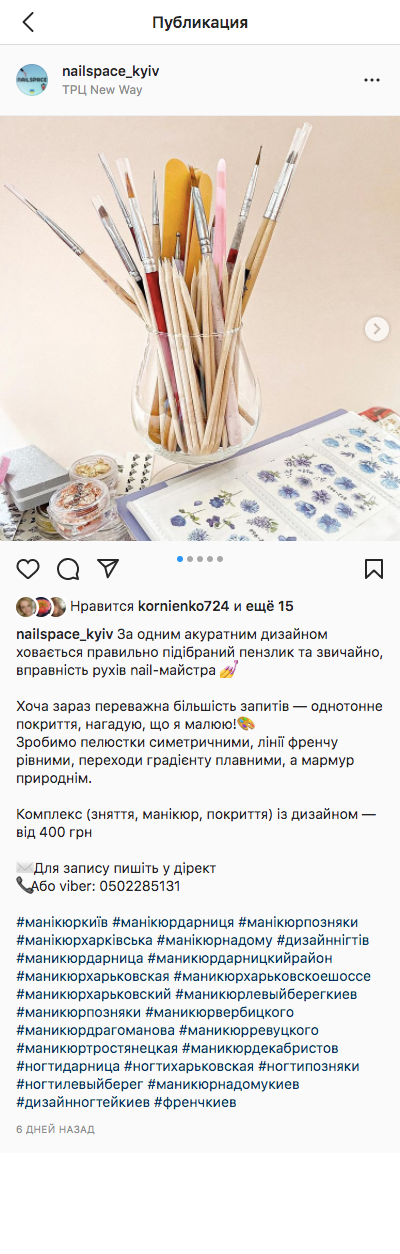 Публикация
NAILSPACE
nailspace_kyiv
ТРЦ New Way
Нравится kornienko724 и ещё 15
nailspace_kyiv За одним акуратним дизайном
ховається правильно підібраний пензлик та звичайно,
вправність рухів nail-майстра 💅
Хоча зараз переважна більшість запитів — однотонне
покриття, нагадую, що я малюю!🎨
Зробимо пелюстки симетричними, лінії френчу
рівними, переходи градієнту плавними, а мармур
природнім.
Комплекс (зняття, манікюр, покриття) із дизайном —
від 400 грн
✉️Для запису пишіть у дірект
📞Або viber: 0502285131
#манікюркиїв #манікюрдарниця #манікюрпозняки
#манікюрхарківська #манікюрнадому #дизайннігтів
#маникюрдарница #маникюрдарницкийрайон
#маникюрхарьковская #маникюрхарьковскоешоссе
#маникюрхарьковский #маникюрлевыйберегкиев
#маникюрпозняки #маникюрвербицкого
#маникюрдрагоманова #маникюрревуцкого
#маникюртростянецкая #маникюрдекабристов
#ногтидарница #ногтихарьковская #ногтипозняки
#ногтилевыйберег #маникюрнадомукиев
#дизайнногтейкиев #френчкиев
6 ДНЕЙ НАЗАД